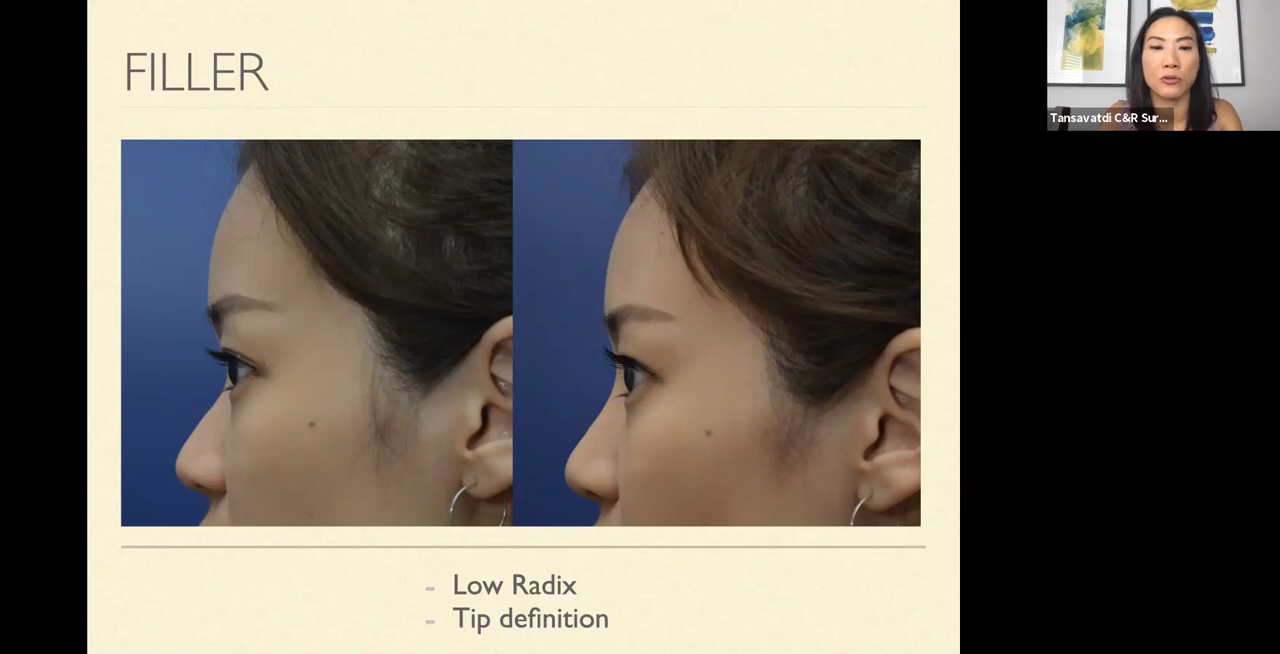 FILLER
Tansavatdi C&R Sur...
- Low Radix
- Tip definition